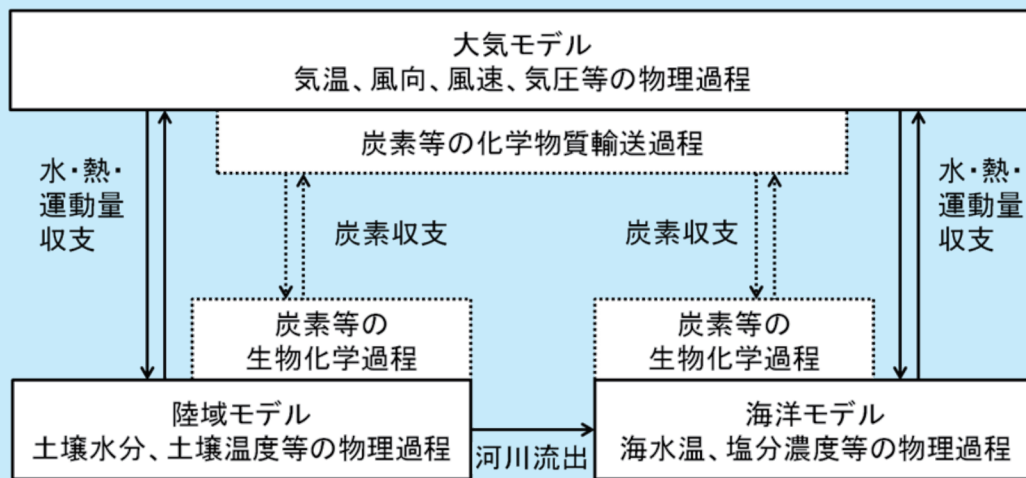 大気モデル
気温、風向、風速、気圧等の物理過程
炭素等の化学物質輸送過程
水・熱・
運動量
収支
炭素収支
炭素収支
水・熱・
運動量
収支
炭素等の
生物化学過程
炭素等の
生物化学過程
陸域モデル
土壌水分、土壌温度等の物理過程
河川流出
海洋モデル
海水温、塩分濃度等の物理過程